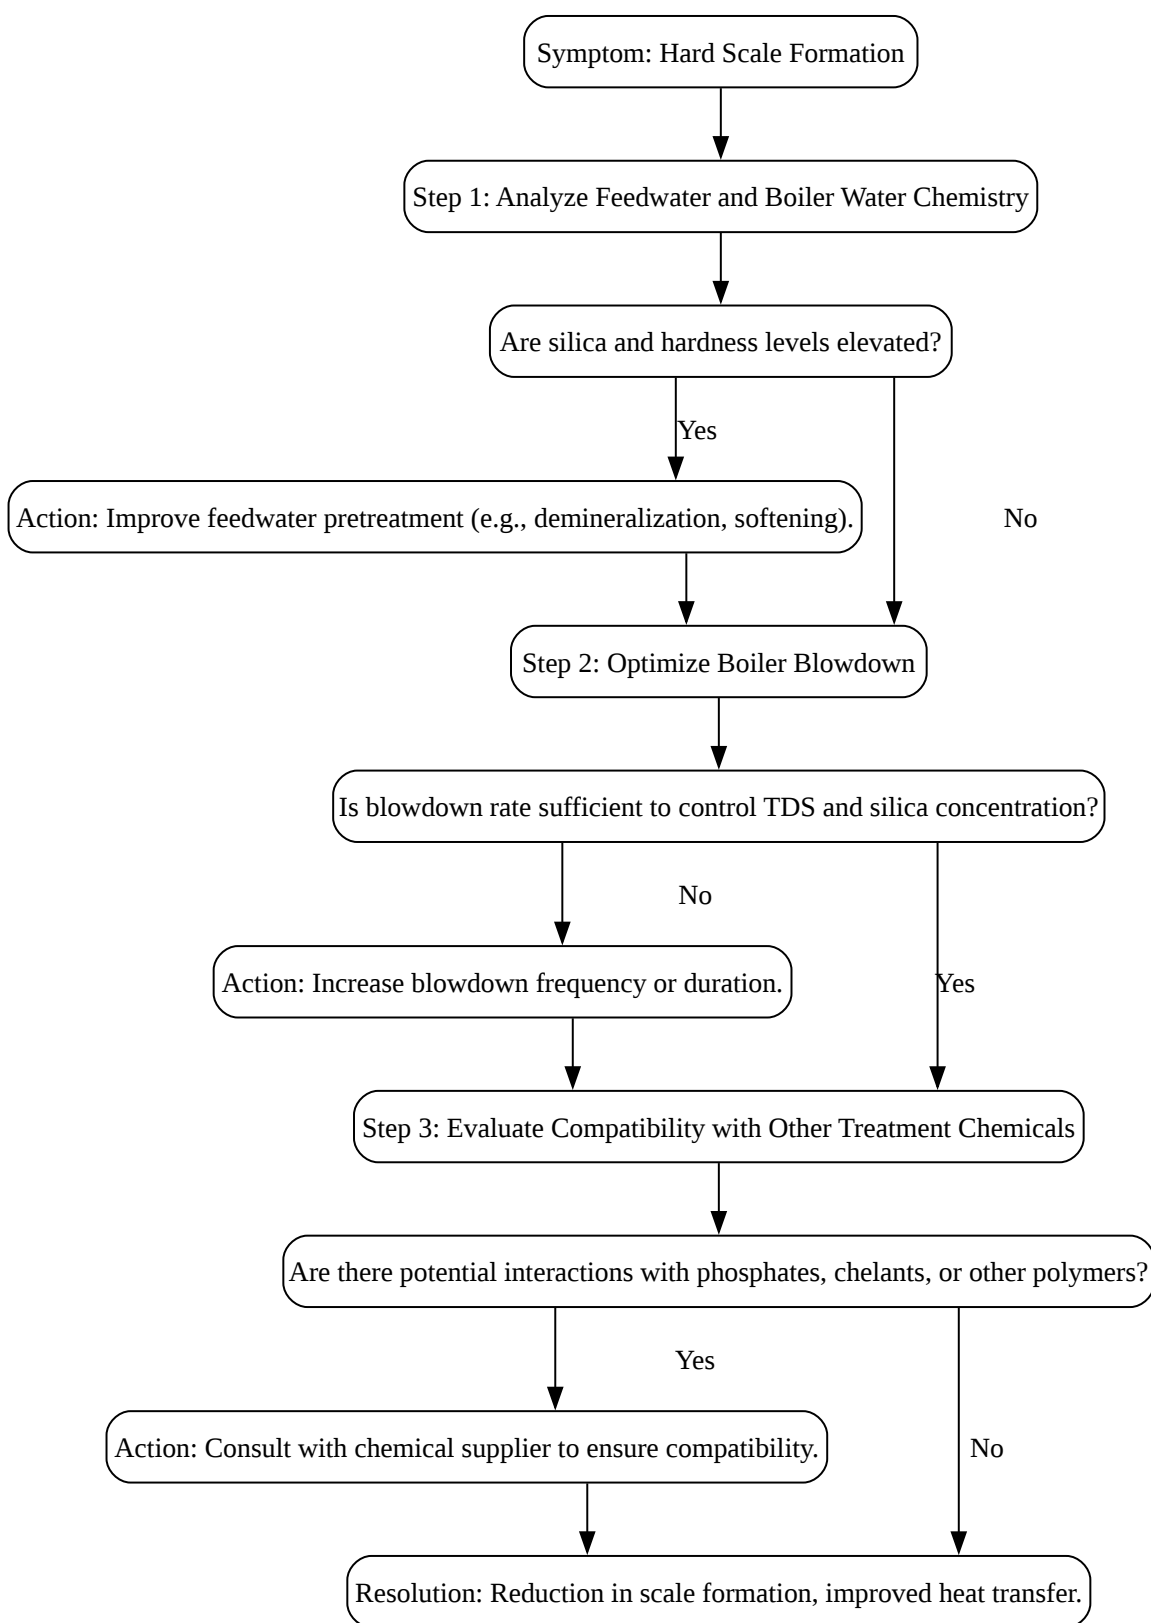 Symptom: Hard Scale Formation
Step 1: Analyze Feedwater and Boiler Water Chemistry
Are silica and hardness levels elevated?
Yes
Action: Improve feedwater pretreatment (e.g., demineralization, softening).
No
Step 2: Optimize Boiler Blowdown
Is blowdown rate sufficient to control TDS and silica concentration?
No
Action: Increase blowdown frequency or duration.
Yes
Step 3: Evaluate Compatibility with Other Treatment Chemicals
Are there potential interactions with phosphates, chelants, or other polymers?
Yes
Action: Consult with chemical supplier to ensure compatibility.
No
Resolution: Reduction in scale formation, improved heat transfer.